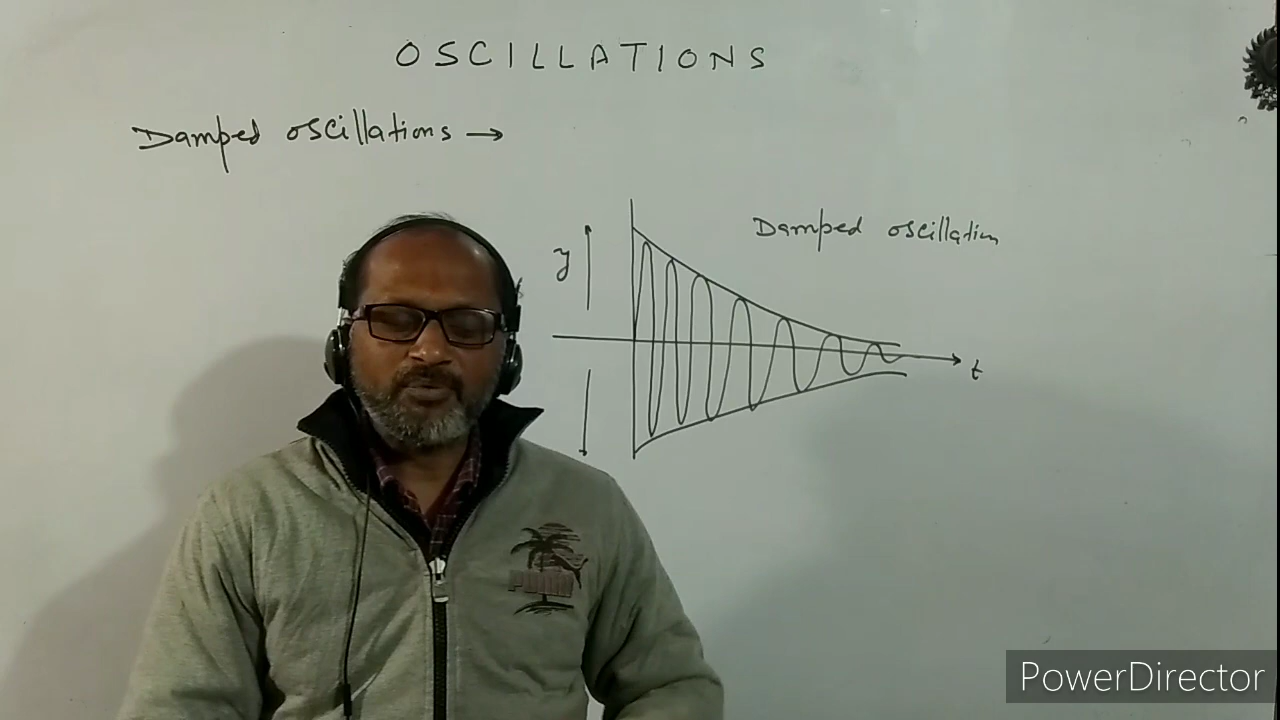 OSCILLATIONS
Damped oscillations →
Damped oscillation
y
t
PUMA
PowerDirector